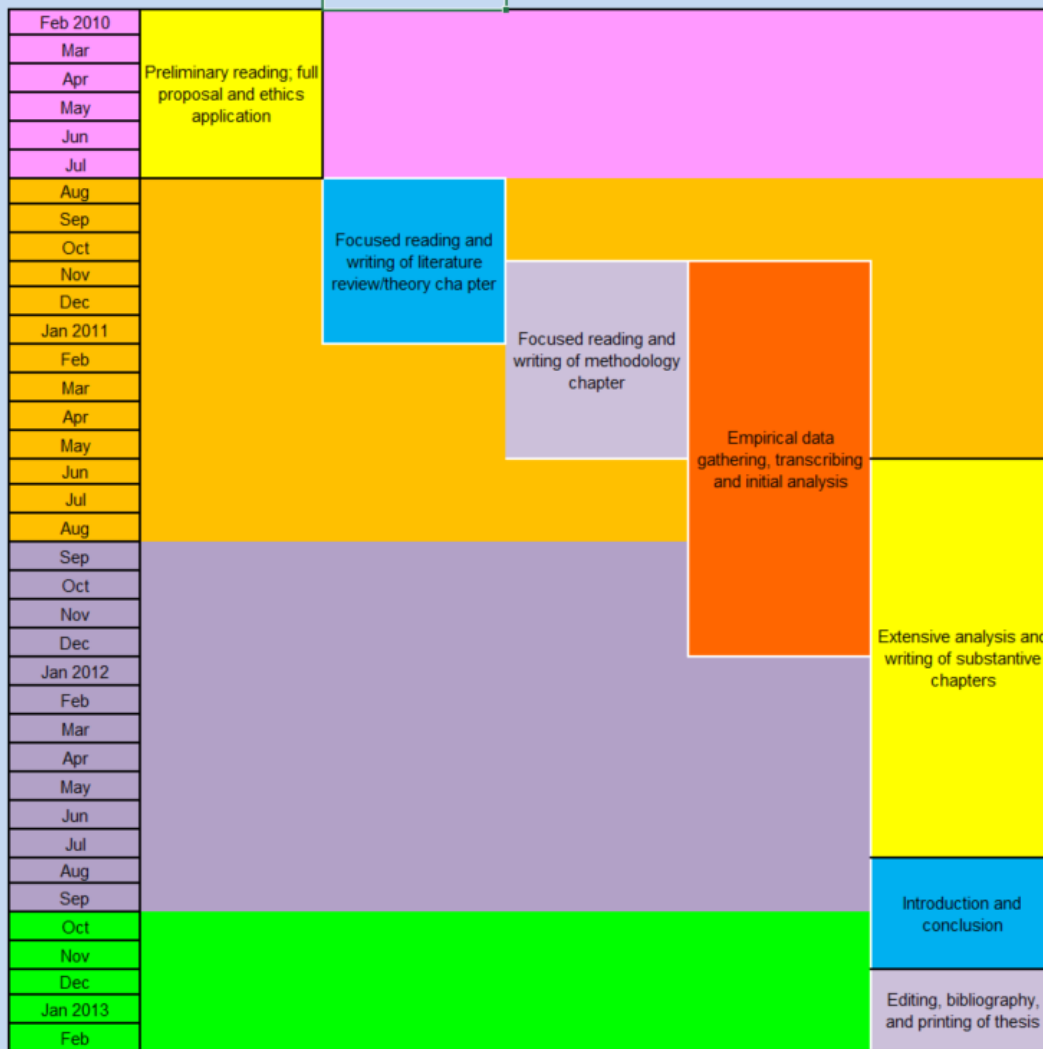 Feb 2010
Mar
Apr
May
Jun
Jul
Aug
Sep
Oct
Nov
Dec
Jan 2011
Feb
Mar
Apr
May
Jun
Jul
Aug
Sep
Oct
Nov
Dec
Jan 2012
Feb
Mar
Apr
May
Jun
Jul
Aug
Sep
Oct
Nov
Dec
Jan 2013
Feb
Preliminary reading; full
proposal and ethics
application
Focused reading and
writing of literature
review/theory cha pter
Focused reading and
writing of methodology
chapter
Empirical data
gathering, transcribing
and initial analysis
Extensive analysis and
writing of substantive
chapters
Introduction and
conclusion
Editing, bibliography,
and printing of thesis